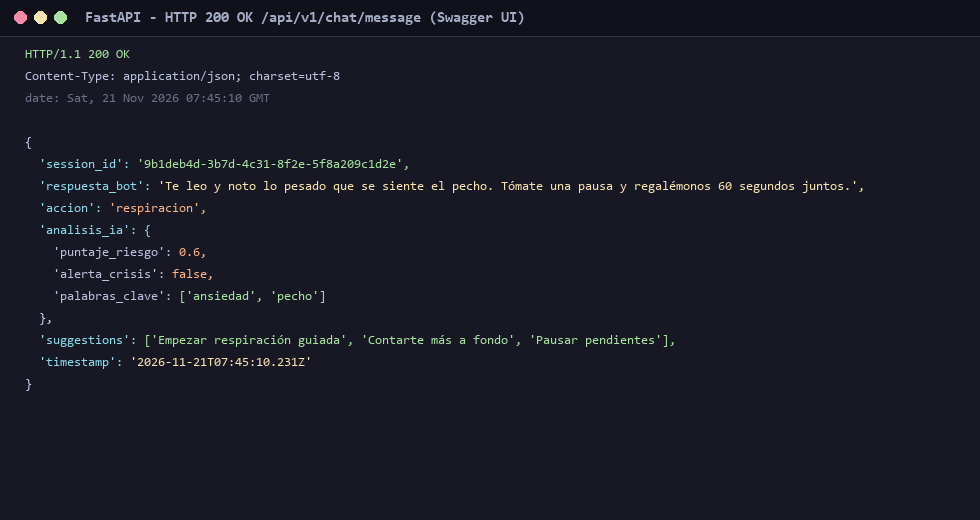 FastAPI - HTTP 200 OK /api/v1/chat/message (Swagger UI)
HTTP/1.1 200 OK
Content-Type: application/json; charset=utf-8
date: Sat, 21 Nov 2026 07:45:10 GMT
{
  'session_id': '9b1deb4d-3b7d-4c31-8f2e-5f8a209c1d2e',
  'respuesta_bot': 'Te leo y noto lo pesado que se siente el pecho. Tómate una pausa y regalémonos 60 segundos juntos.',
  'accion': 'respiracion',
  'analisis_ia': {
    'puntaje_riesgo': 0.6,
    'alerta_crisis': false,
    'palabras_clave': ['ansiedad', 'pecho']
  },
  'suggestions': ['Empezar respiración guiada', 'Contarte más a fondo', 'Pausar pendientes'],
  'timestamp': '2026-11-21T07:45:10.231Z'
}